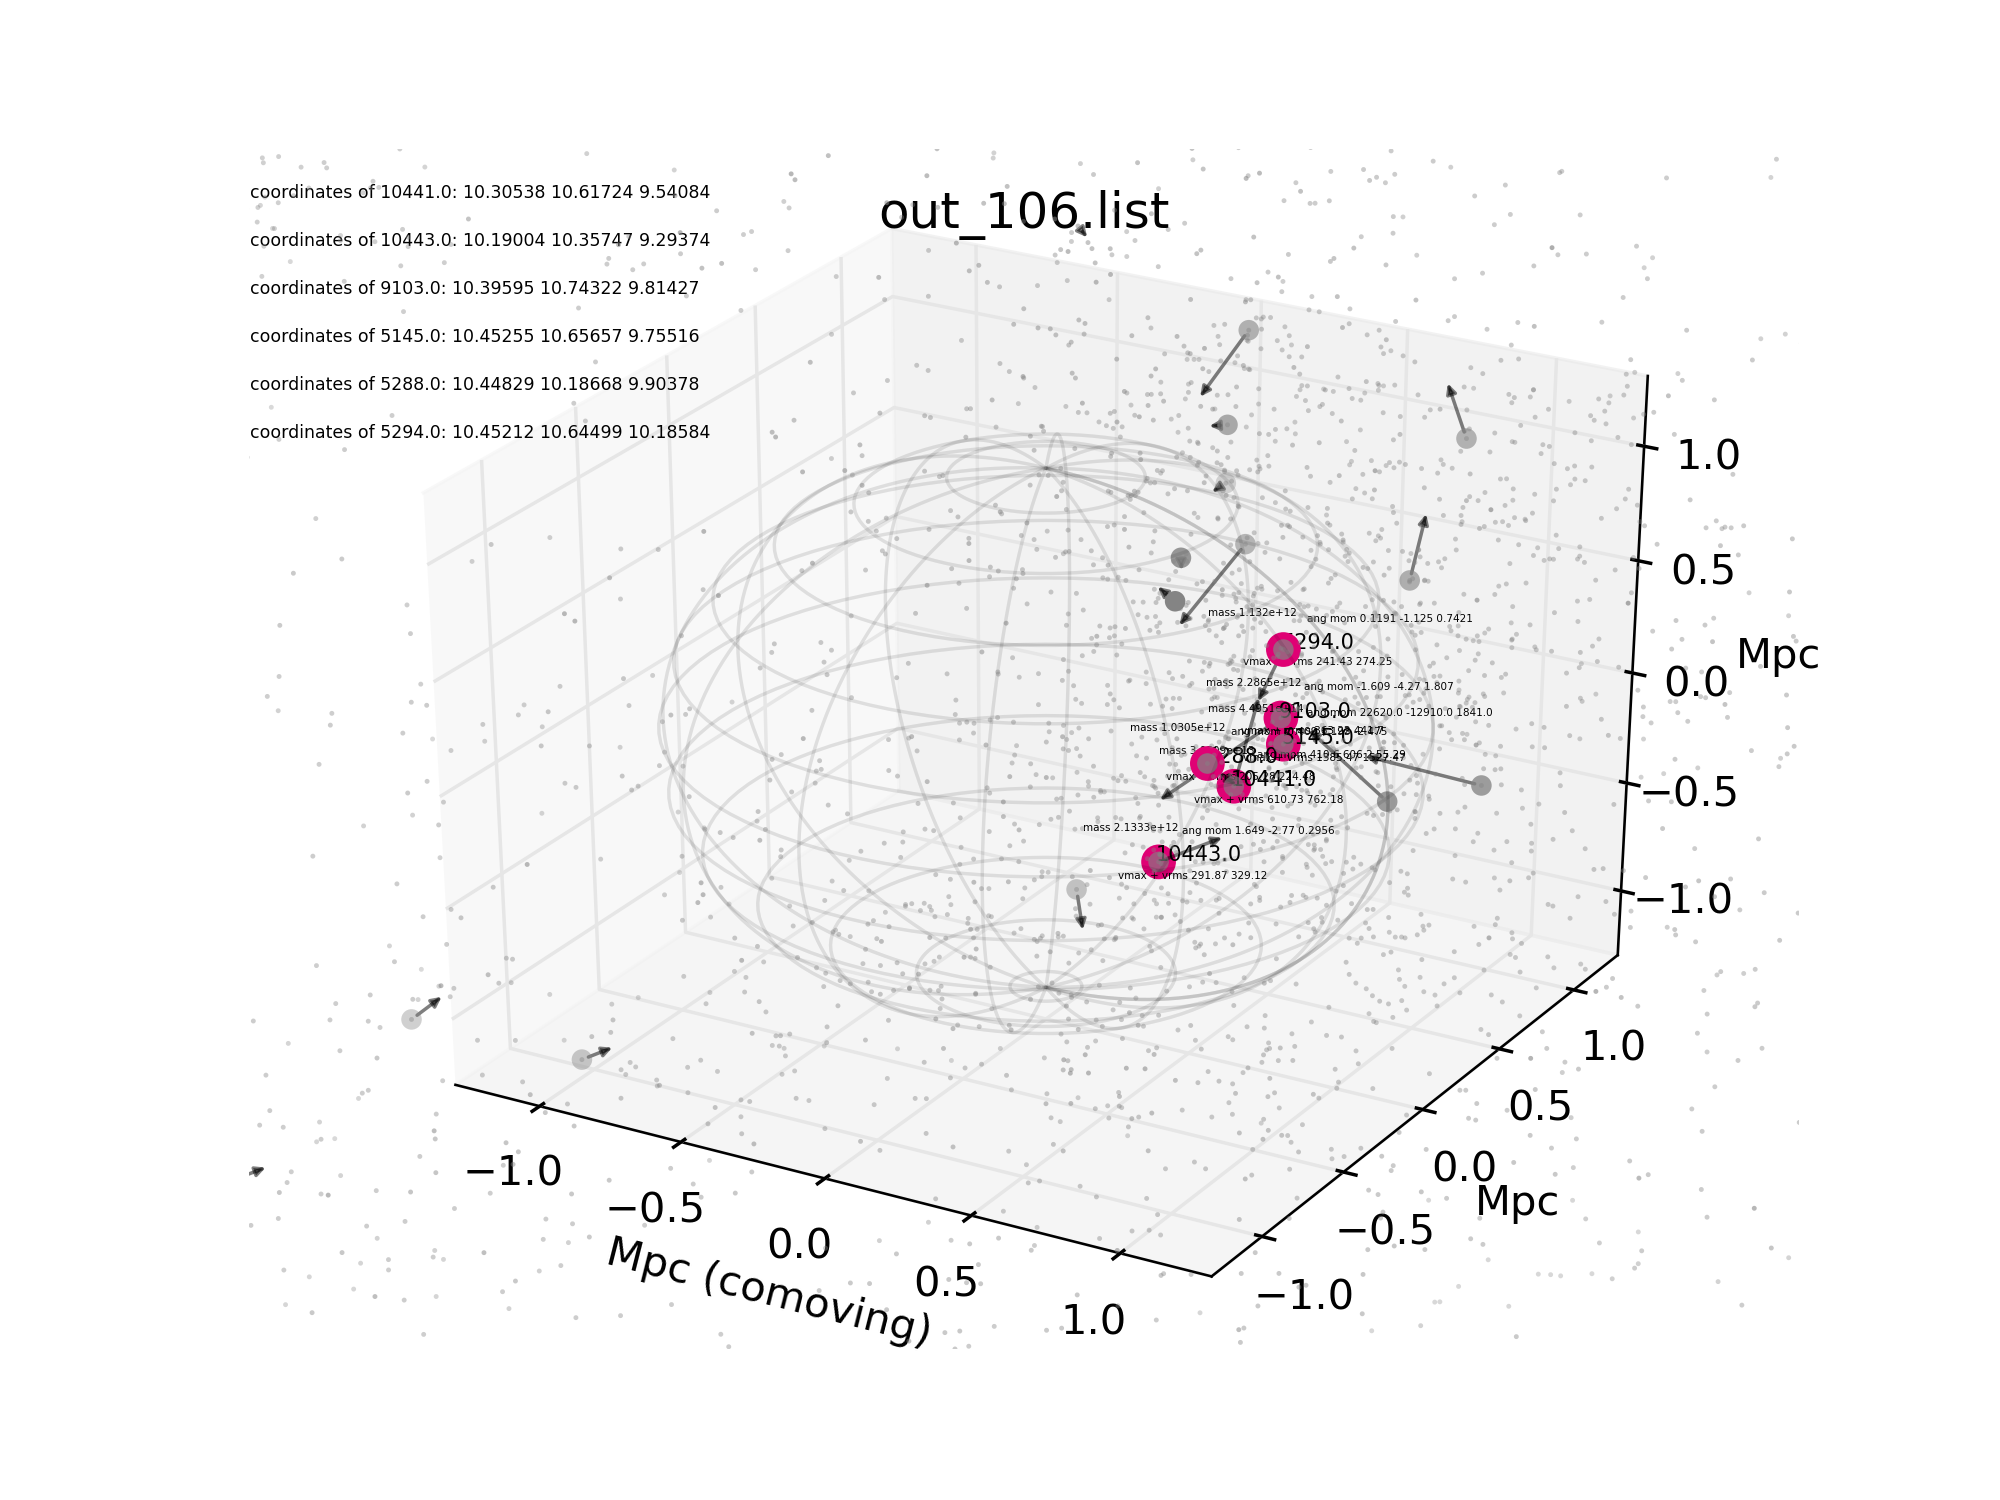 out_106.list
coordinates of 10441.0: 10.30538 10.61724 9.54084
coordinates of 10443.0: 10.19004 10.35747 9.29374
coordinates of 9103.0: 10.39595 10.74322 9.81427
coordinates of 5145.0: 10.45255 10.65657 9.75516
coordinates of 5288.0: 10.44829 10.18668 9.90378
coordinates of 5294.0: 10.45212 10.64499 10.18584
mass 1.132e+12
ang mom 0.1191 -1.125 0.7421
294.0
vmax rms 241.43 274.25
mass 2.2865e+12
ang mom -1.609 -4.27 1.807
9103.0
ang mom 22620.0 -12910.0 1841.0
mass 1.0305e+12
10441.0
vmax + vrms 610.73 762.18
mass 2.1333e+12
ang mom 1.649 -2.77 0.2956
10443.0
vmax + vrms 291.87 329.12
1.0
0.5
0.0
−0.5
−1.0
Mpc
1.0
0.5
0.0
−0.5
−1.0
Mpc
−1.0
−0.5
0.0
0.5
1.0
Mpc (comoving)